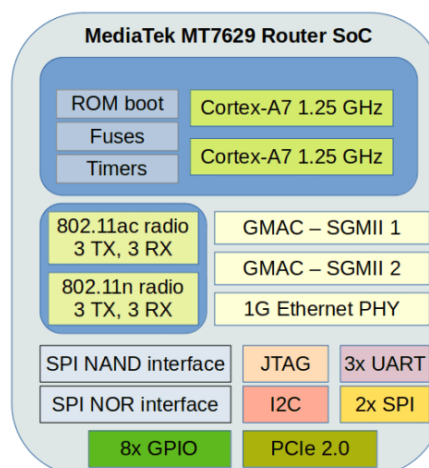 MediaTek MT7629 Router SoC
ROM boot
Fuses
Timers
Cortex-A7 1.25 GHz
Cortex-A7 1.25 GHz
802.11ac radio
3 TX, 3 RX
802.11n radio
3 TX, 3 RX
GMAC – SGMII 1
GMAC – SGMII 2
1G Ethernet PHY
SPI NAND interface
JTAG
3x UART
SPI NOR interface
I2C
2x SPI
8x GPIO
PCIe 2.0